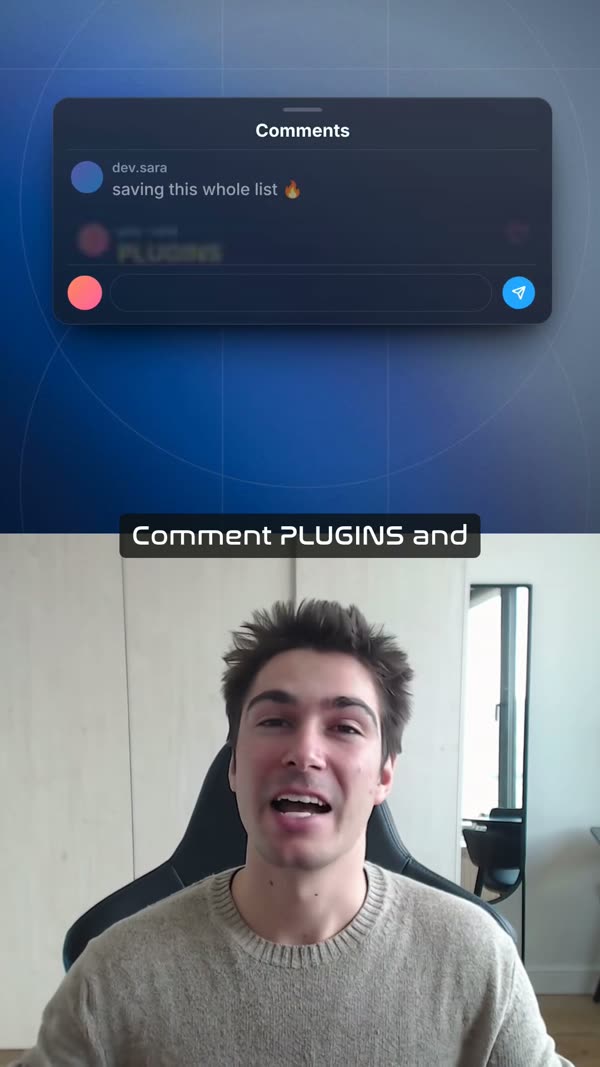 Comments
dev.sara
saving this whole list 🔥
PLUGINS
Comment PLUGINS and